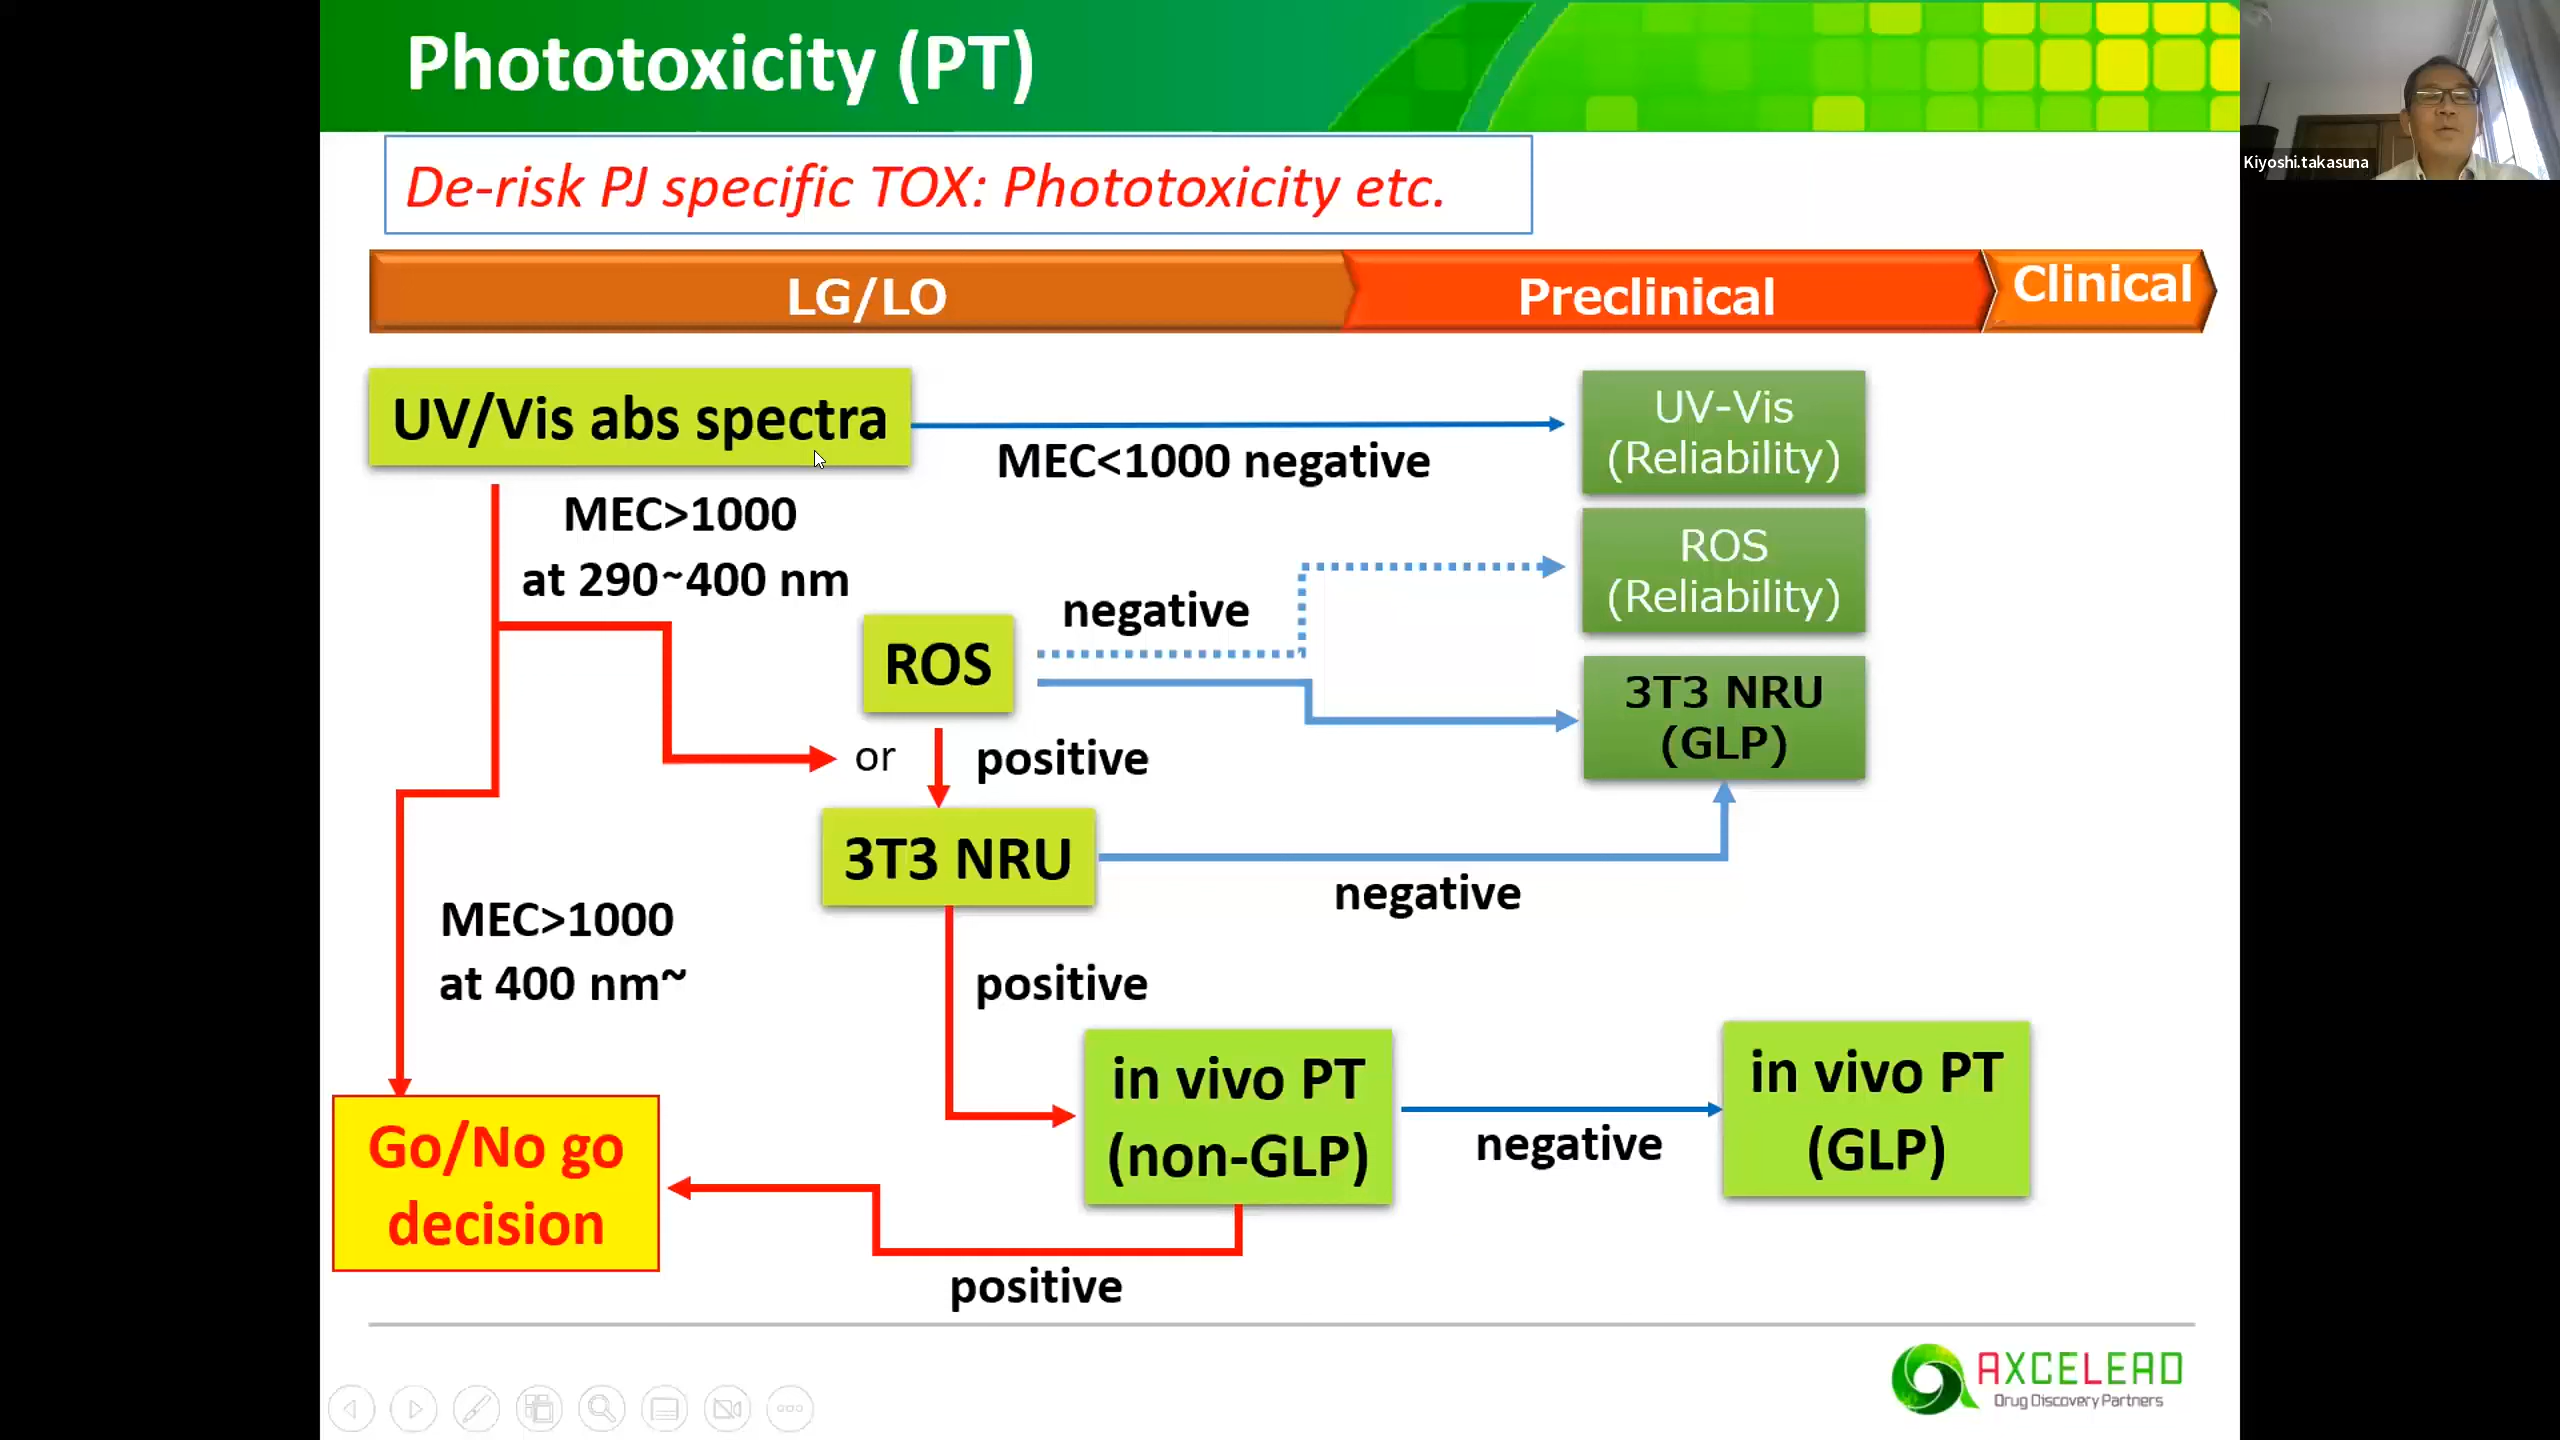 Phototoxicity (PT)
Kiyoshi.takasuna
De-risk PJ specific TOX: Phototoxicity etc.
LG/LO
Preclinical
Clinical
UV/Vis abs spectra
MEC<1000 negative
UV-Vis
(Reliability)
MEC>1000
at 290~400 nm
ROS
(Reliability)
negative
ROS
3T3 NRU
(GLP)
or
positive
3T3 NRU
negative
MEC>1000
at 400 nm~
positive
in vivo PT
(non-GLP)
negative
in vivo PT
(GLP)
Go/No go
decision
positive
AXCELEAD
Drug Discovery Partners